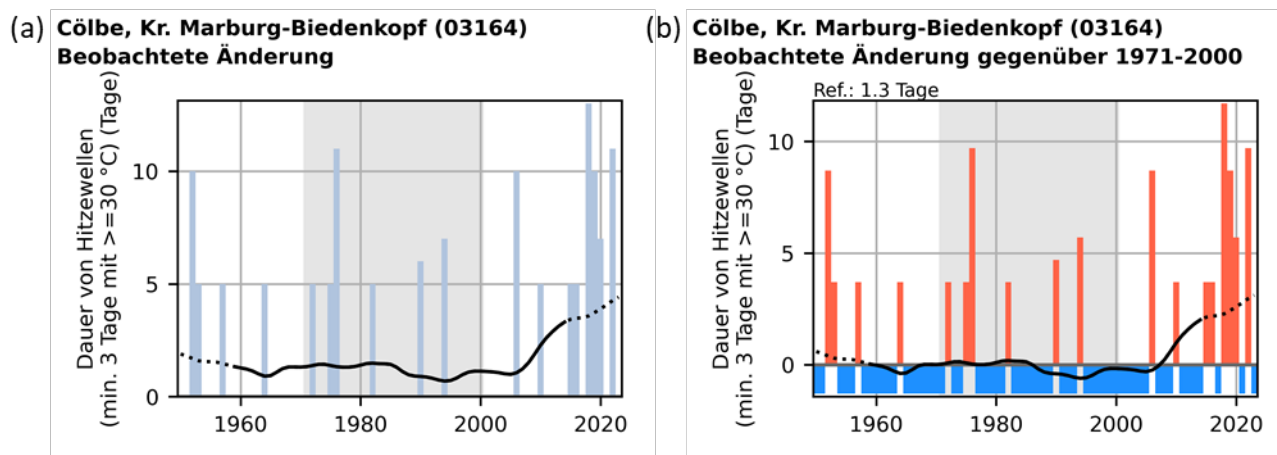 (a)
Cölbe, Kr. Marburg-Biedenkopf (03164)
Beobachtete Änderung
Dauer von Hitzewellen
(min. 3 Tage mit >=30 °C) (Tage)
10
5
0
1960
1980
2000
2020
(b)
Cölbe, Kr. Marburg-Biedenkopf (03164)
Beobachtete Änderung gegenüber 1971-2000
Ref.: 1.3 Tage
Dauer von Hitzewellen
(min. 3 Tage mit >=30 °C) (Tage)
10
5
0
1960
1980
2000
2020